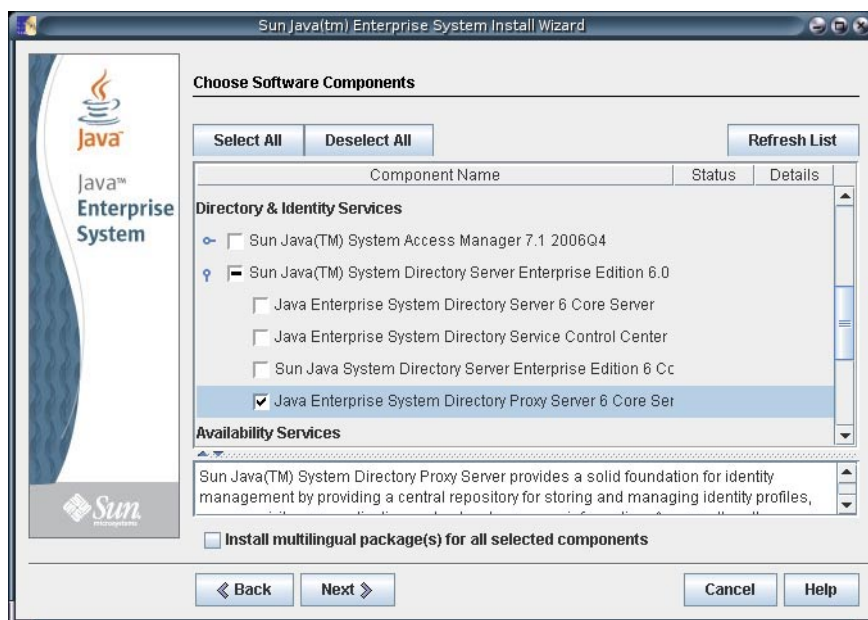 Sun Java(tm) Enterprise System Install Wizard
Java
Java™
Enterprise
System
Sun
microsystems
Choose Software Components
Select All
Deselect All
Refresh List
Component Name
Status
Details
Directory & Identity Services
Sun Java(TM) System Access Manager 7.1 2006Q4
Sun Java(TM) System Directory Server Enterprise Edition 6.0
Java Enterprise System Directory Server 6 Core Server
Java Enterprise System Directory Service Control Center
Sun Java System Directory Server Enterprise Edition 6 Co
Java Enterprise System Directory Proxy Server 6 Core Ser
Availability Services
Sun Java(TM) System Directory Proxy Server provides a solid foundation for identity
management by providing a central repository for storing and managing identity profiles,
Install multilingual package(s) for all selected components
Back
Next
Cancel
Help